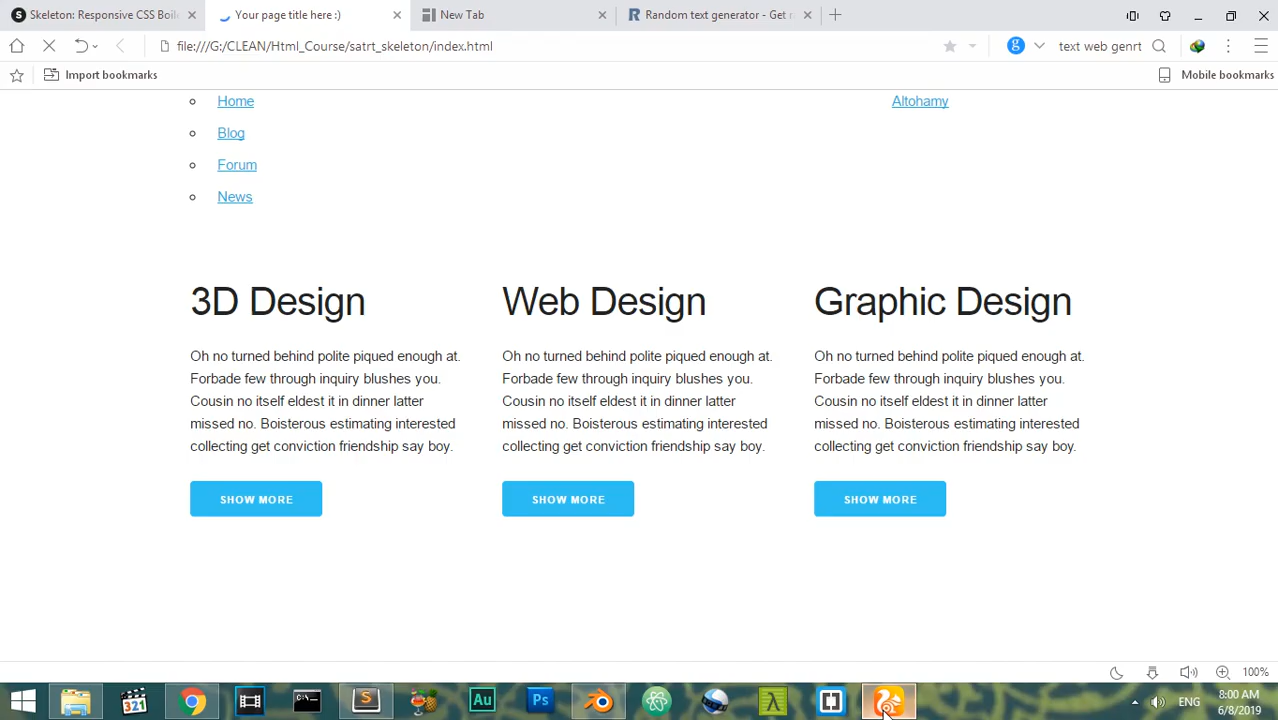 Skeleton: Responsive CSS Boil
Your page title here :)
New Tab
Random text generator - Get r
file:///G:/CLEAN/Html_Course/satrt_skeleton/index.html
text web genrt
Import bookmarks
Mobile bookmarks
Home
Altohamy
Blog
Forum
News
3D Design
Web Design
Graphic Design
Oh no turned behind polite piqued enough at.
Forbade few through inquiry blushes you.
Cousin no itself eldest it in dinner latter
missed no. Boisterous estimating interested
collecting get conviction friendship say boy.
Oh no turned behind polite piqued enough at.
Forbade few through inquiry blushes you.
Cousin no itself eldest it in dinner latter
missed no. Boisterous estimating interested
collecting get conviction friendship say boy.
Oh no turned behind polite piqued enough at.
Forbade few through inquiry blushes you.
Cousin no itself eldest it in dinner latter
missed no. Boisterous estimating interested
collecting get conviction friendship say boy.
SHOW MORE
SHOW MORE
SHOW MORE
100%
321
Au
Ps
ENG
8:00 AM
6/8/2019